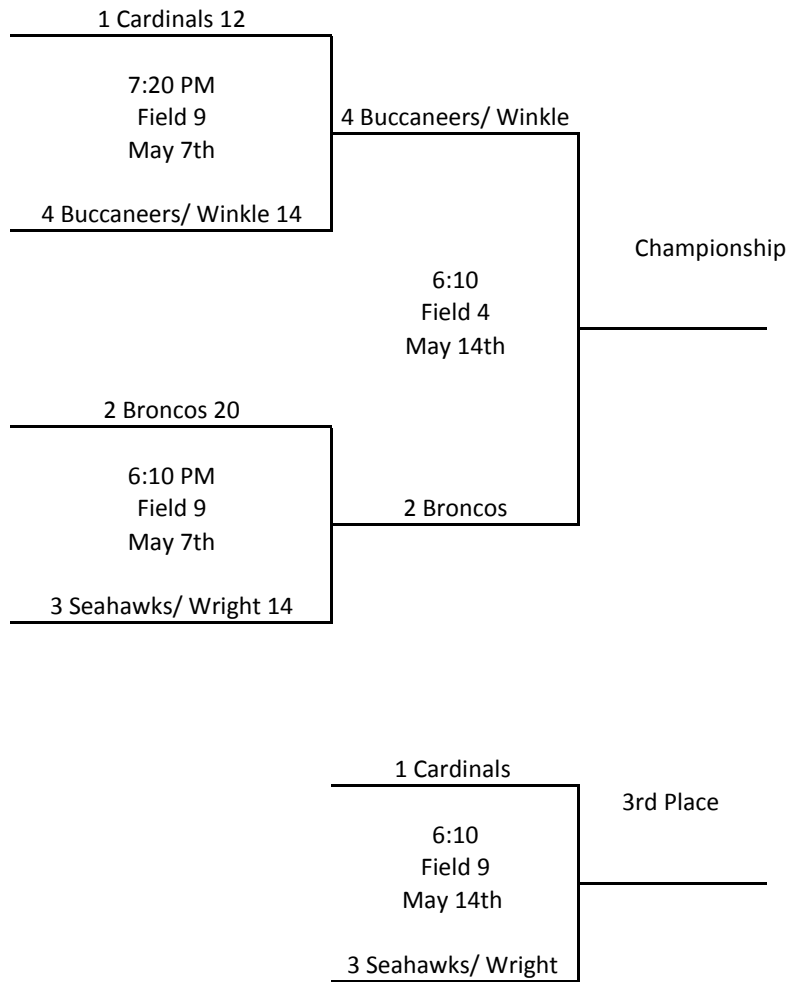 1 Cardinals 12
7:20 PM
Field 9
May 7th
4 Buccaneers/ Winkle
4 Buccaneers/ Winkle 14
Championship
6:10
Field 4
May 14th
2 Broncos 20
6:10 PM
Field 9
May 7th
2 Broncos
3 Seahawks/ Wright 14
1 Cardinals
3rd Place
6:10
Field 9
May 14th
3 Seahawks/ Wright